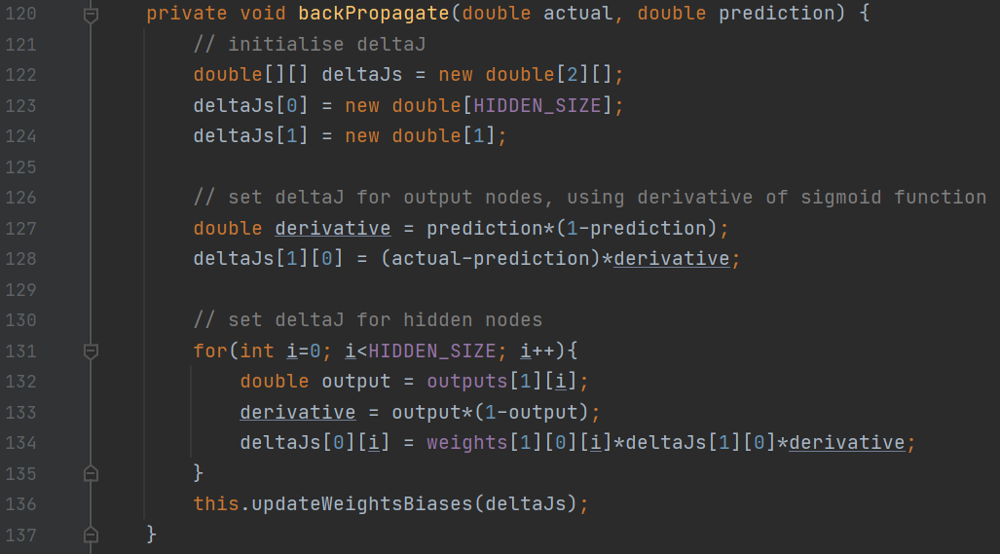 120 private void backPropagate(double actual, double prediction) {
121 // initialise deltaJ
122 double[][] deltaJs = new double[2][];
123 deltaJs[0] = new double[HIDDEN_SIZE];
124 deltaJs[1] = new double[1];
125
126 // set deltaJ for output nodes, using derivative of sigmoid function
127 double derivative = prediction*(1-prediction);
128 deltaJs[1][0] = (actual-prediction)*derivative;
129
130 // set deltaJ for hidden nodes
131 for(int i=0; i<HIDDEN_SIZE; i++){
132 double output = outputs[1][i];
133 derivative = output*(1-output);
134 deltaJs[0][i] = weights[1][0][i]*deltaJs[1][0]*derivative;
135 }
136 this.updateWeightsBiases(deltaJs);
137 }